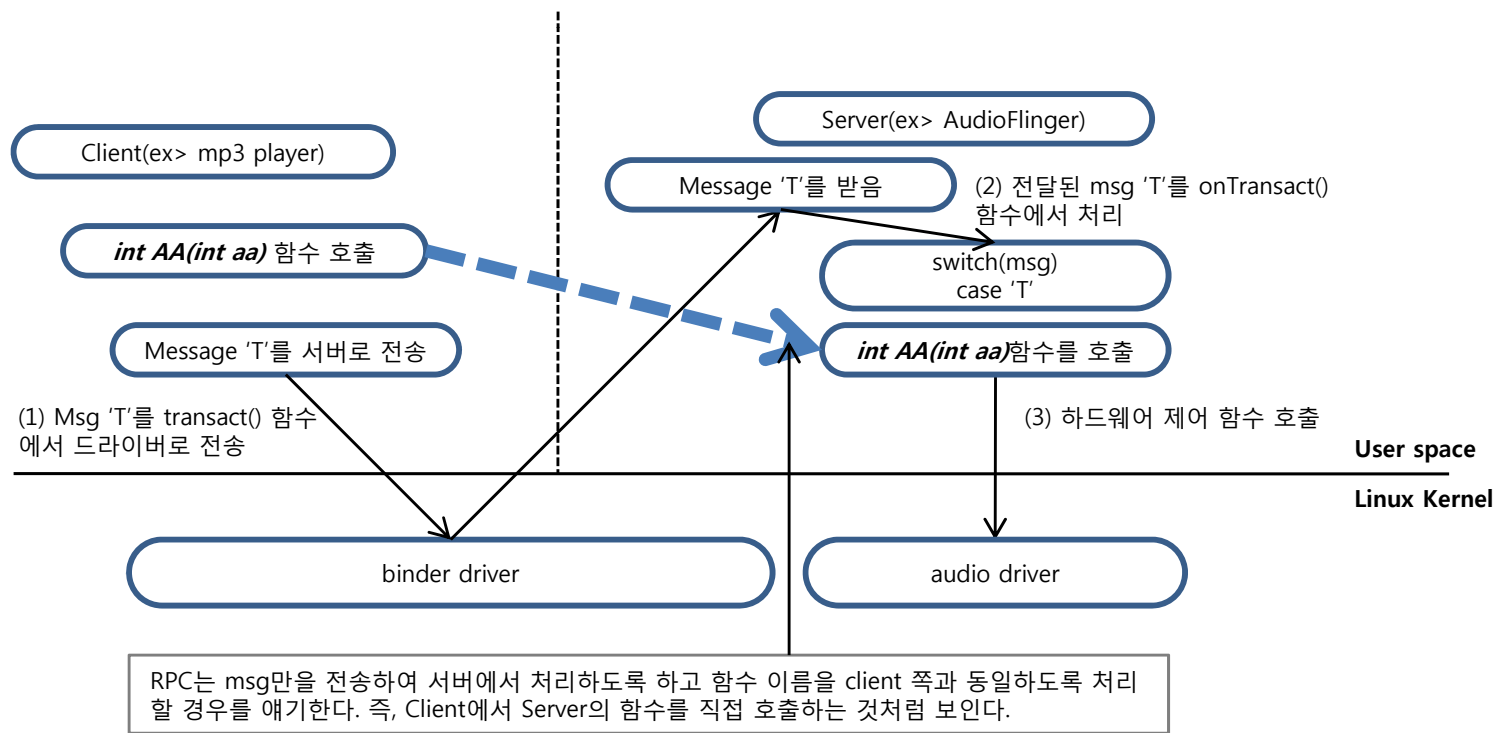 Client(ex> mp3 player)
int AA(int aa) 함수 호출
Message 'T'를 서버로 전송
(1) Msg 'T'를 transact() 함수
에서 드라이버로 전송
Server(ex> AudioFlinger)
Message 'T'를 받음
(2) 전달된 msg 'T'를 onTransact()
함수에서 처리
switch(msg)
case 'T'
int AA(int aa)함수를 호출
(3) 하드웨어 제어 함수 호출
User space
Linux Kernel
binder driver
audio driver
RPC는 msg만을 전송하여 서버에서 처리하도록 하고 함수 이름을 client 쪽과 동일하도록 처리
할 경우를 얘기한다. 즉, Client에서 Server의 함수를 직접 호출하는 것처럼 보인다.